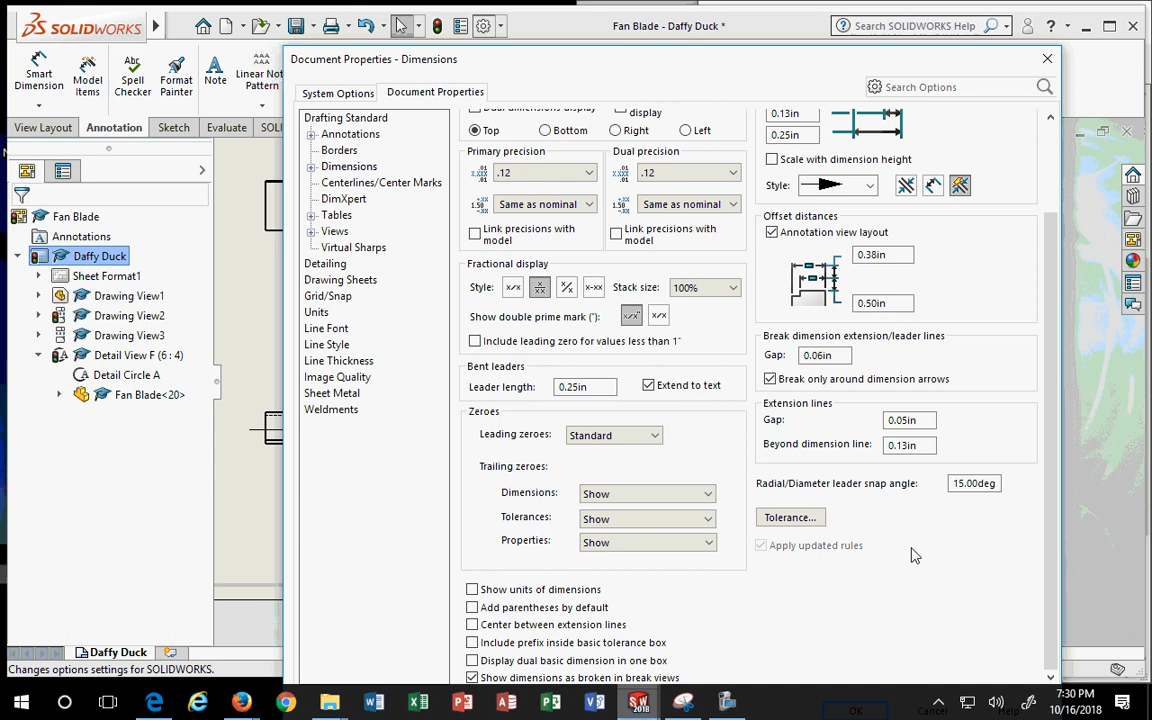 SOLIDWORKS
Fan Blade - Daffy Duck *
Search SOLIDWORKS Help
Smart
Dimension
Model
Items
Spell
Checker
Format
Painter
Note
Linear Not
Pattern
View Layout
Annotation
Sketch
Evaluate
SOL
Fan Blade
Annotations
Daffy Duck
Sheet Format1
Drawing View1
Drawing View2
Drawing View3
Detail View F (6 : 4)
Detail Circle A
Fan Blade<20>
Document Properties - Dimensions
System Options
Document Properties
Search Options
Drafting Standard
Annotations
Borders
Dimensions
Centerlines/Center Marks
DimXpert
Tables
Views
Virtual Sharps
Detailing
Drawing Sheets
Grid/Snap
Units
Line Font
Line Style
Line Thickness
Image Quality
Sheet Metal
Weldments
Dual dimensions display
display
Top
Bottom
Right
Left
Primary precision
.12
Same as nominal
Link precisions with
model
Dual precision
.12
Same as nominal
Link precisions with
model
Fractional display
Style:
Stack size:
100%
Show double prime mark ("):
Include leading zero for values less than 1"
Bent leaders
Leader length:
0.25in
Extend to text
Zeroes
Leading zeroes:
Standard
Trailing zeroes:
Dimensions:
Show
Tolerances:
Show
Properties:
Show
Show units of dimensions
Add parentheses by default
Center between extension lines
Include prefix inside basic tolerance box
Display dual basic dimension in one box
Show dimensions as broken in break views
0.13in
0.25in
Scale with dimension height
Style:
Offset distances
Annotation view layout
0.38in
0.50in
Break dimension extension/leader lines
Gap:
0.06in
Break only around dimension arrows
Extension lines
Gap:
0.05in
Beyond dimension line:
0.13in
Radial/Diameter leader snap angle:
15.00deg
Tolerance...
Apply updated rules
Daffy Duck
Changes options settings for SOLIDWORKS.
OK
Cancel
Help
7:30 PM
10/16/2018